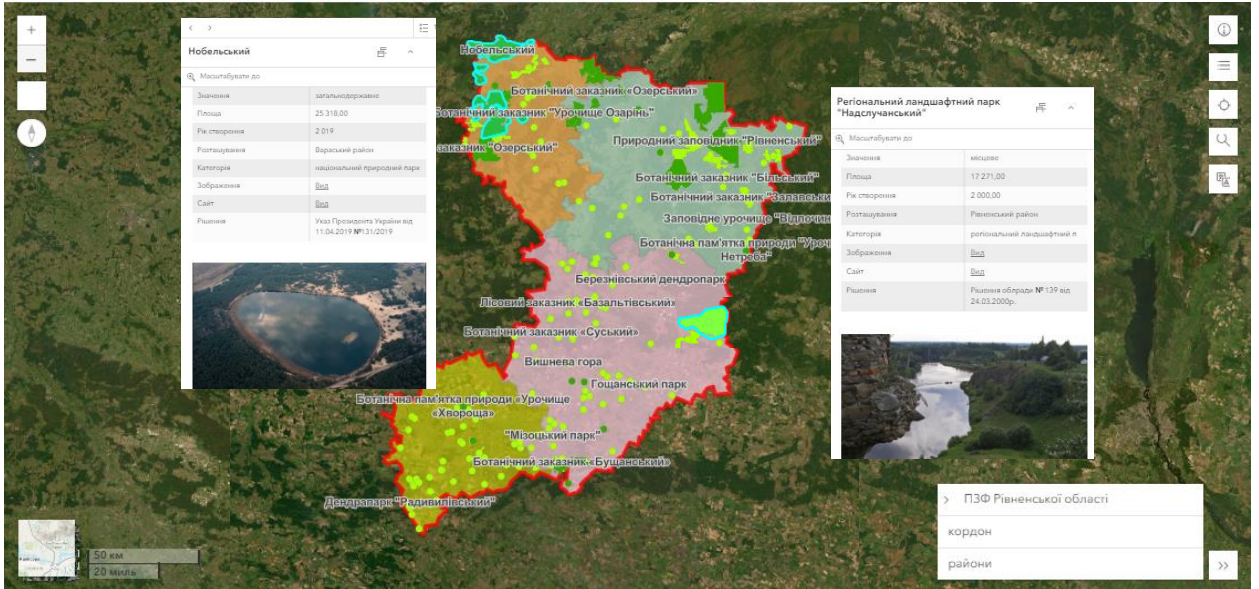 Нобельський
Масштабувати до
Значення загальнодержавне
Площа 25 318,00
Рік створення 2 019
Розташування Вараський район
Категорія національний природний парк
Зображення Вид
Сайт Вид
Рішення Указ Президента України від
11.04.2019 №131/2019
Нобельський
Ботанічний заказник «Озерський»
Ботанічний заказник "Урочище Озарінь"
заказник "Озерський"
Природний заповідник "Рівненський"
Ботанічний заказник "Більський"
Ботанічний заказник "Залавськи
Заповідне урочище "Відпочин
Ботанічна пам'ятка природи "Уроч
Нетреба"
Березнівський дендропарк
Лісовий заказник «Базальтівський»
Ботанічний заказник «Суський»
Вишнева гора
Гощанський парк
Ботанічна пам'ятка природи «Урочище
«Хвороща»
"Мізоцький парк"
Ботанічний заказник «Бущанський»
Дендрапарк "Радивилівський"
Регіональний ландшафтний парк
"Надслучанський"
Масштабувати до
Значення місцеве
Площа 17 271,00
Рік створення 2 000,00
Розташування Рівненський район
Категорія регіональний ландшафтний п
Зображення Вид
Сайт Вид
Рішення Рішення облради № 139 від
24.03.2000р.
ПЗФ Рівненської області
кордон
райони
50 км
20 миль